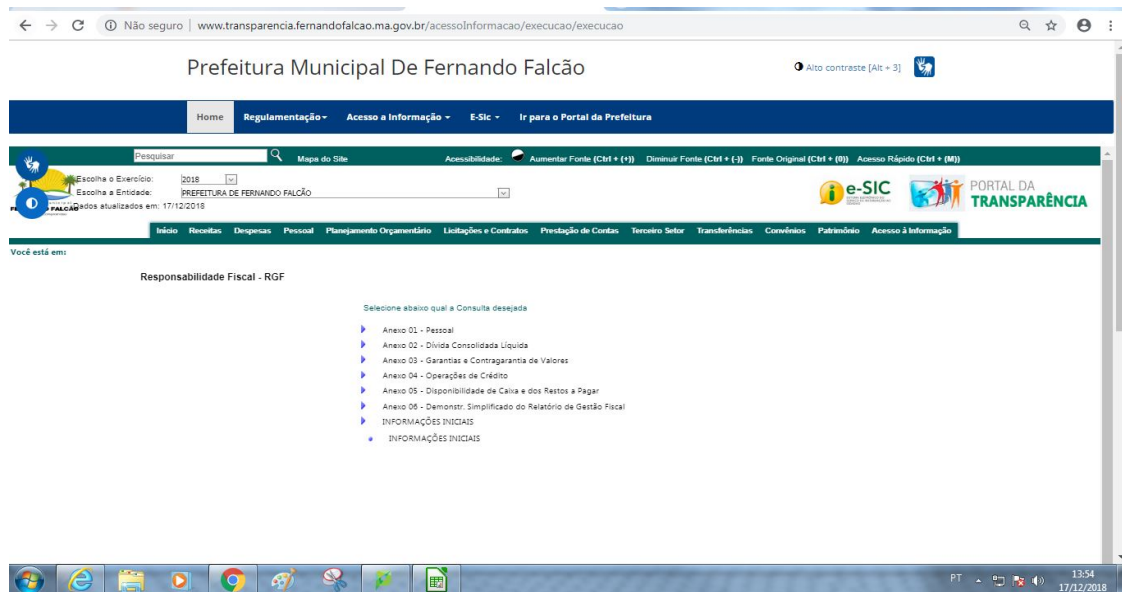 Não seguro | www.transparencia.fernandofalcao.ma.gov.br/acessoInformacao/execucao/execucao
Prefeitura Municipal De Fernando Falcão
Alto contraste [Alt + 3]
Home Regulamentação Acesso a Informação E-Sic Ir para o Portal da Prefeitura
Pesquisar Mapa do Site Acessibilidade: Aumentar Fonte (Ctrl + (+)) Diminuir Fonte (Ctrl + (-)) Fonte Original (Ctrl + (0)) Acesso Rápido (Ctrl + (M))
Escolha o Exercício: 2018
Escolha a Entidade: PREFEITURA DE FERNANDO FALCÃO
FALCÃO
Dados atualizados em: 17/12/2018
e-SIC
PORTAL DA
TRANSPARÊNCIA
Início Receitas Despesas Pessoal Planejamento Orçamentário Licitações e Contratos Prestação de Contas Terceiro Setor Transferências Convênios Patrimônio Acesso à Informação
Você está em:
Responsabilidade Fiscal - RGF
Selecione abaixo qual a Consulta desejada
Anexo 01 - Pessoal
Anexo 02 - Dívida Consolidada Líquida
Anexo 03 - Garantias e Contragarantia de Valores
Anexo 04 - Operações de Crédito
Anexo 05 - Disponibilidade de Caixa e dos Restos a Pagar
Anexo 06 - Demonstr. Simplificado do Relatório de Gestão Fiscal
INFORMAÇÕES INICIAIS
INFORMAÇÕES INICIAIS
PT
13:54
17/12/2018